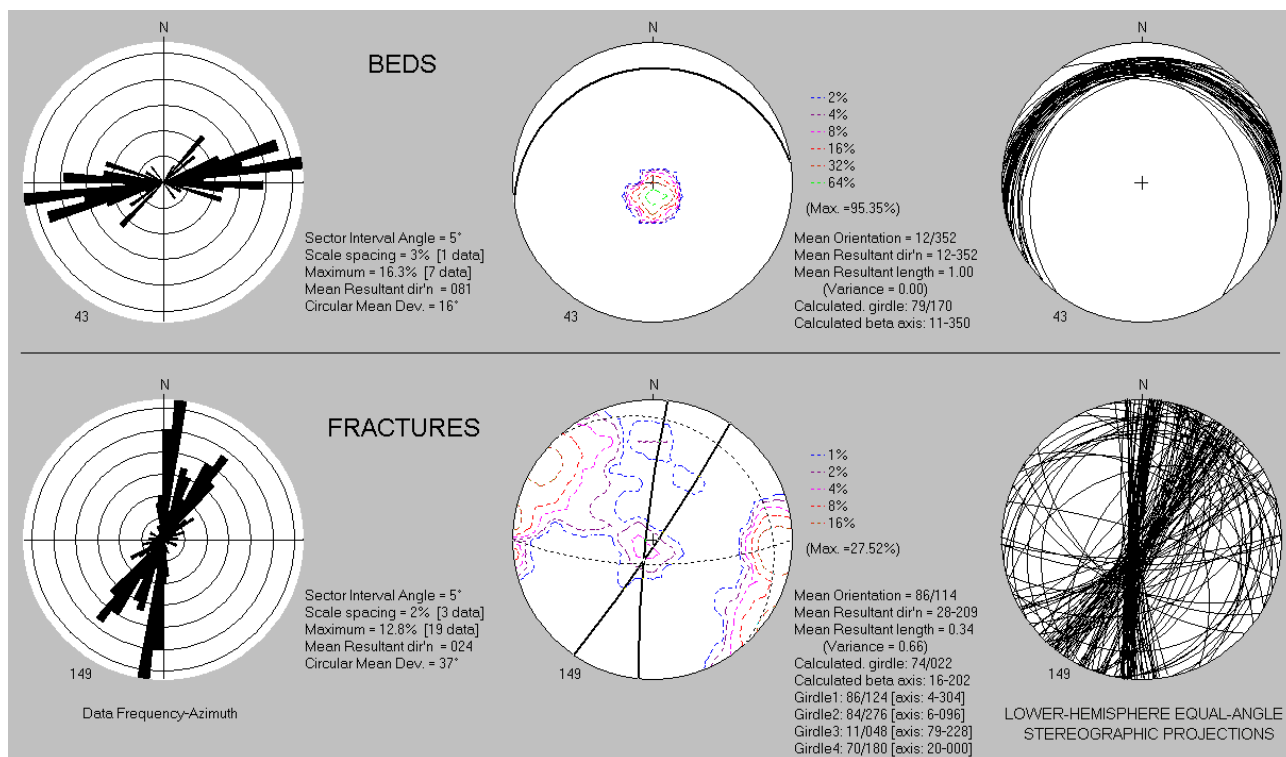 N
N
N
BEDS
2%
4%
8%
16%
32%
64%
(Max. =95.35%)
Sector Interval Angle = 5°
Scale spacing = 3% [1 data]
Maximum = 16.3% [7 data]
Mean Resultant dir'n = 081
Circular Mean Dev. = 16°
Mean Orientation = 12/352
Mean Resultant dir'n = 12-352
Mean Resultant length = 1.00
(Variance = 0.00)
Calculated. girdle: 79/170
Calculated beta axis: 11-350
43
43
43
N
N
N
FRACTURES
1%
2%
4%
8%
16%
(Max. =27.52%)
Sector Interval Angle = 5°
Scale spacing = 2% [3 data]
Maximum = 12.8% [19 data]
Mean Resultant dir'n = 024
Circular Mean Dev. = 37°
Mean Orientation = 86/114
Mean Resultant dir'n = 28-209
Mean Resultant length = 0.34
(Variance = 0.66)
Calculated. girdle: 74/022
Calculated beta axis: 16-202
Girdle1: 86/124 [axis: 4-304]
Girdle2: 84/276 [axis: 6-096]
Girdle3: 11/048 [axis: 79-228]
Girdle4: 70/180 [axis: 20-000]
149
149
149
Data Frequency-Azimuth
LOWER-HEMISPHERE EQUAL-ANGLE
STEREOGRAPHIC PROJECTIONS